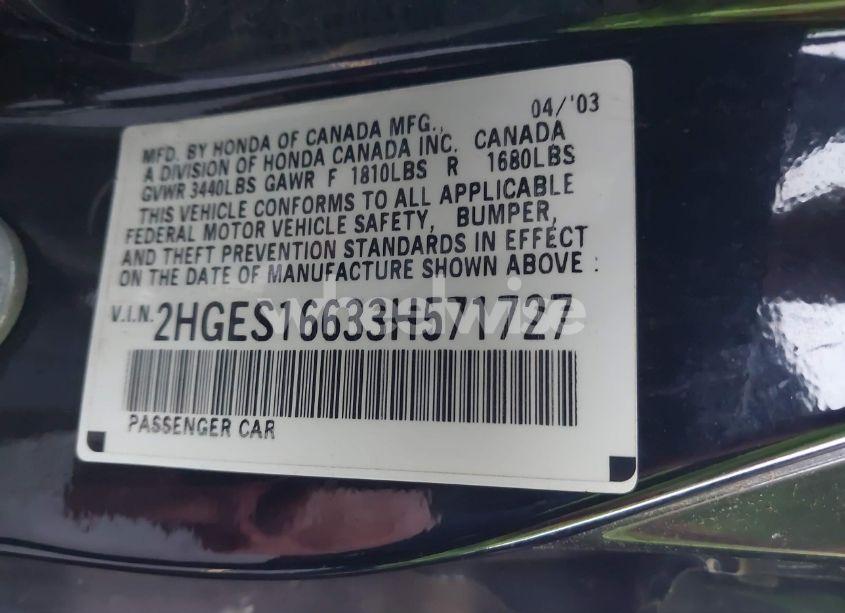 04/'03
MFD. BY HONDA OF CANADA MFG.,
A DIVISION OF HONDA CANADA INC. CANADA
GVWR 3440LBS GAWR F 1810LBS R 1680LBS
THIS VEHICLE CONFORMS TO ALL APPLICABLE
FEDERAL MOTOR VEHICLE SAFETY, BUMPER,
AND THEFT PREVENTION STANDARDS IN EFFECT
ON THE DATE OF MANUFACTURE SHOWN ABOVE :
V.I.N. 2HGES16633H571727
wheelwise
PASSENGER CAR